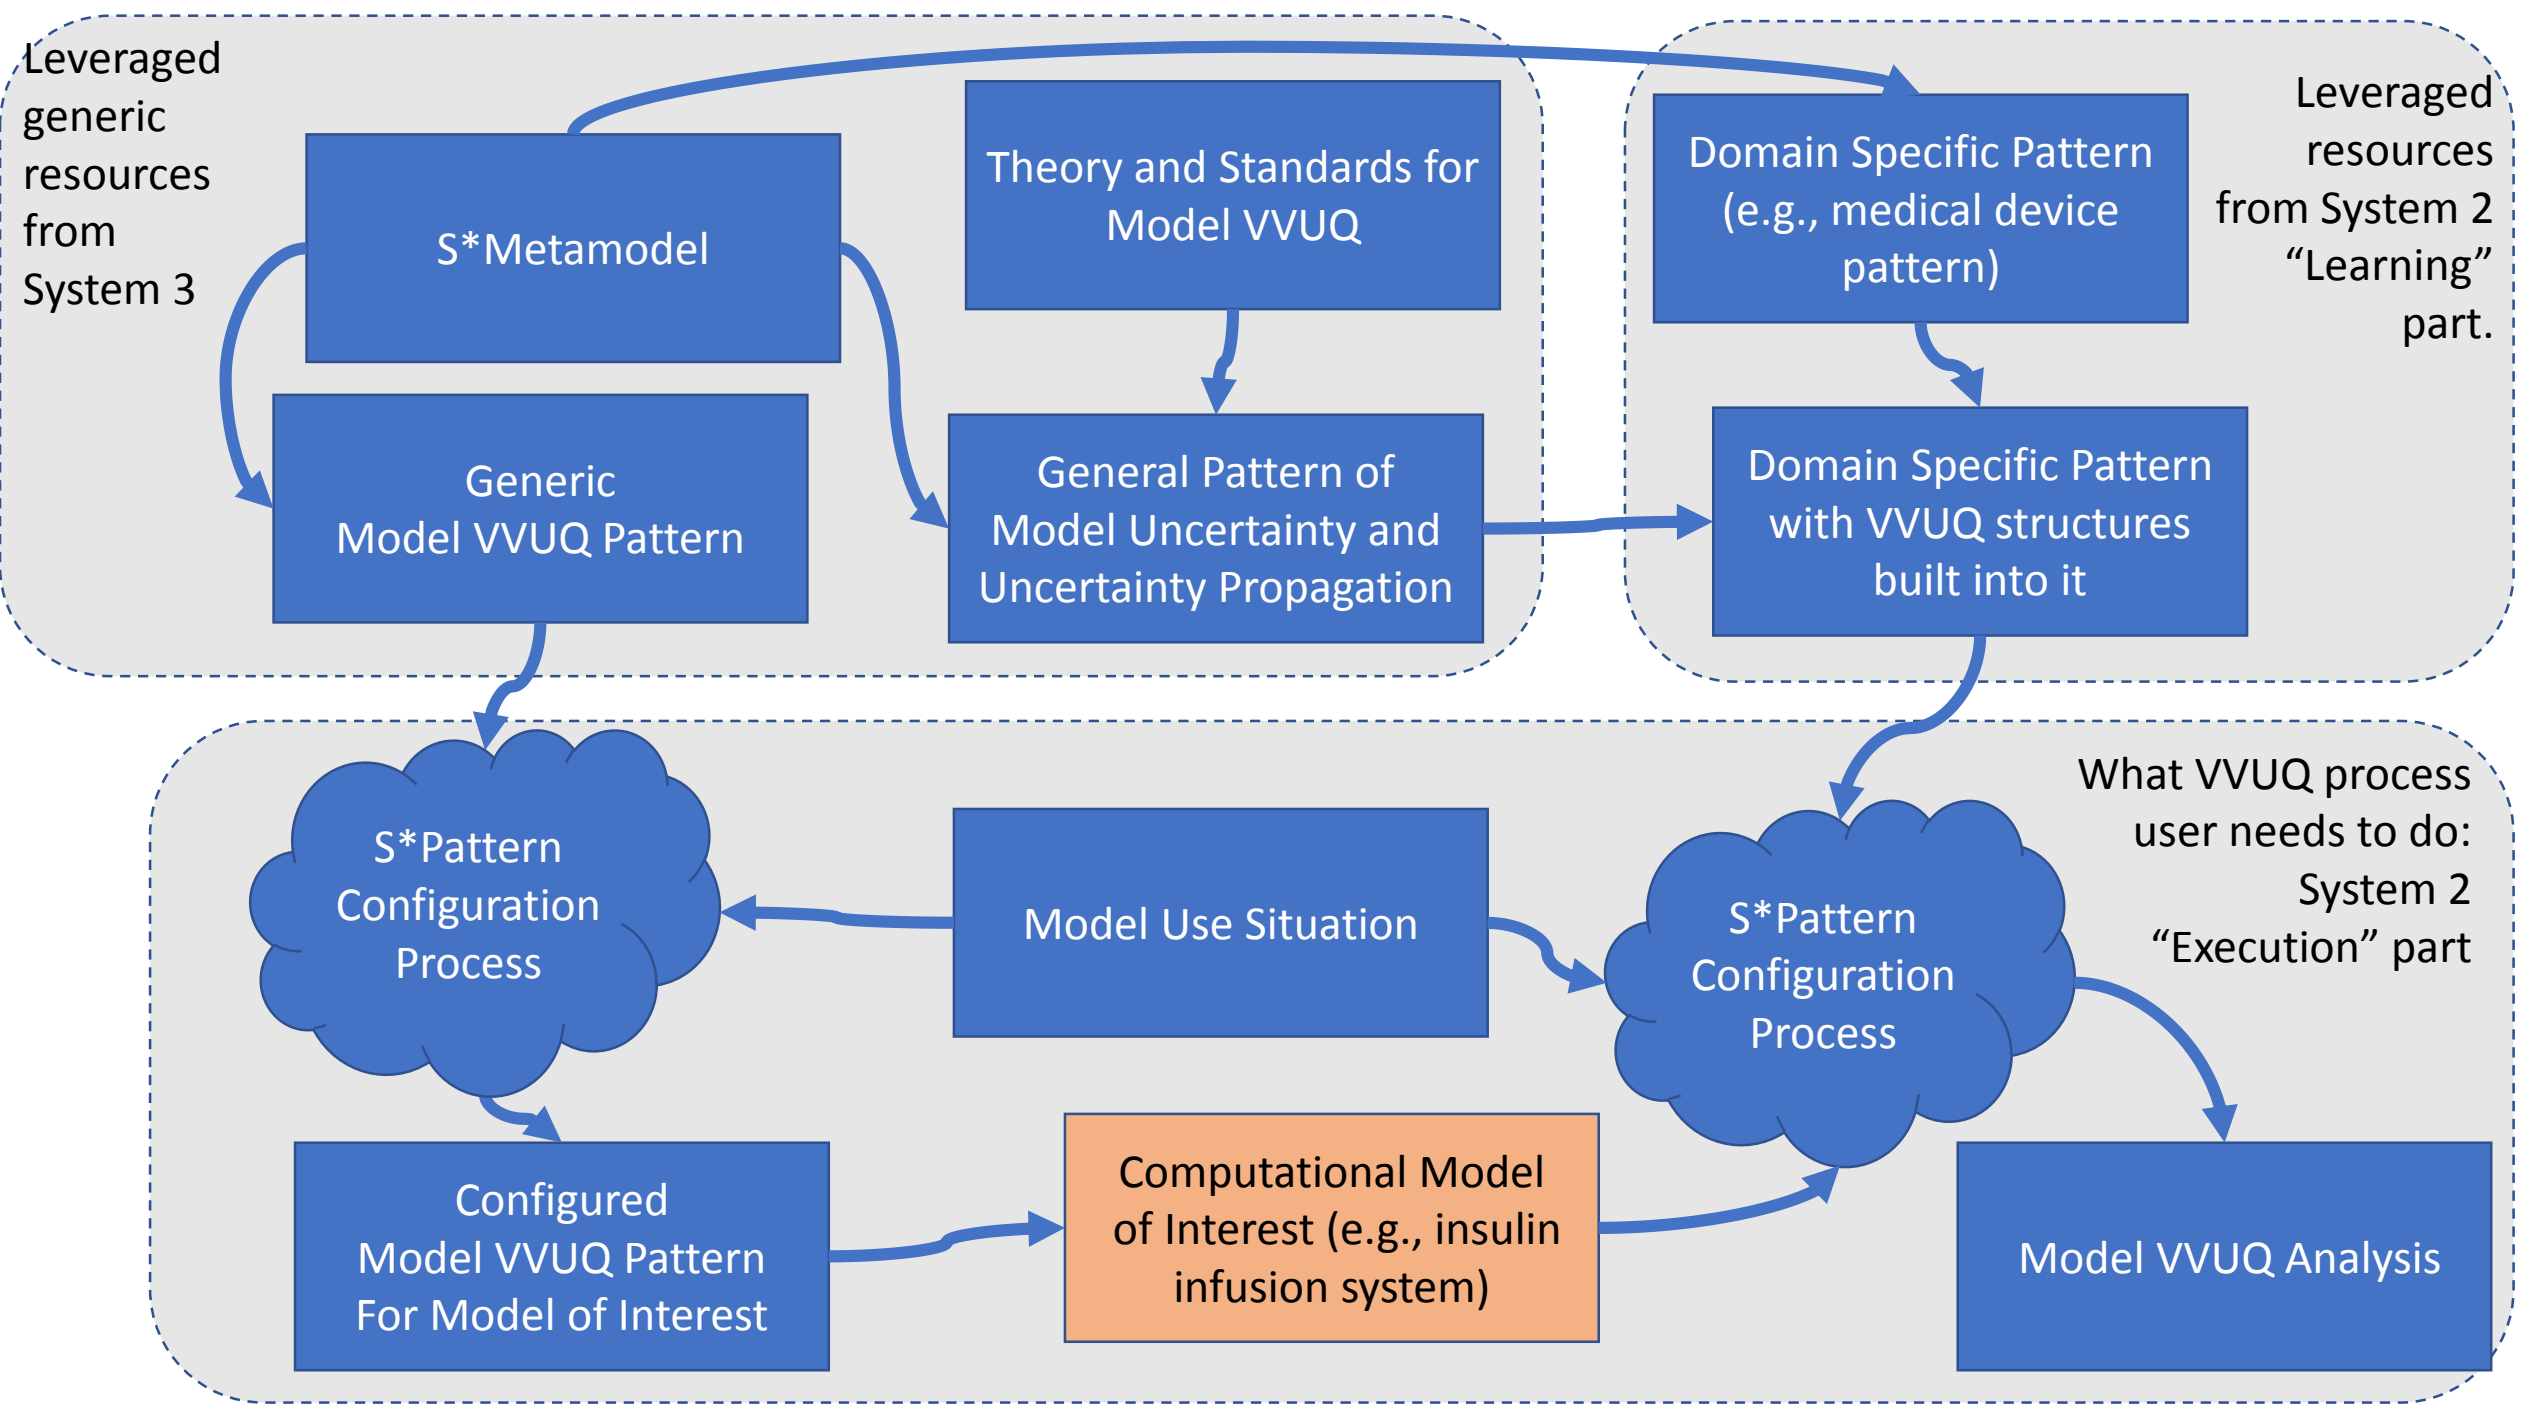 Leveraged
generic
resources
from
System 3
S*Metamodel
Theory and Standards for
Model VVUQ
Domain Specific Pattern
(e.g., medical device
pattern)
Leveraged
resources
from System 2
“Learning”
part.
Generic
Model VVUQ Pattern
General Pattern of
Model Uncertainty and
Uncertainty Propagation
Domain Specific Pattern
with VVUQ structures
built into it
What VVUQ process
user needs to do:
System 2
“Execution” part
S*Pattern
Configuration
Process
Model Use Situation
S*Pattern
Configuration
Process
Configured
Model VVUQ Pattern
For Model of Interest
Computational Model
of Interest (e.g., insulin
infusion system)
Model VVUQ Analysis